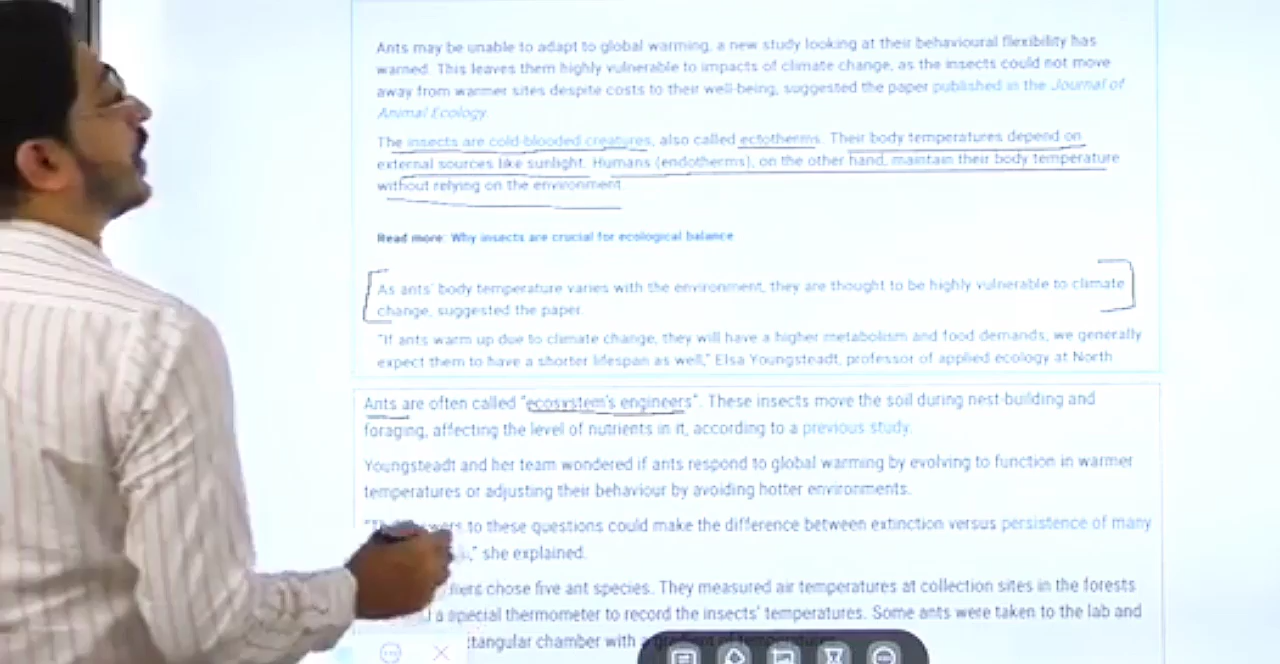 Ants may be unable to adapt to global warming, a new study looking at their behavioural flexibility has
warned. This leaves them highly vulnerable to impacts of climate change, as the insects could not move
away from warmer sites despite costs to their well-being, suggested the paper published in the Journal of
Animal Ecology
The insects are cold-blooded creatures, also called ectotherms. Their body temperatures depend on
external sources like sunlight. Humans (endotherms), on the other hand, maintain their body temperature
without relying on the environment
Read more: Why insects are crucial for ecological balance
As ants' body temperature varies with the environment, they are thought to be highly vulnerable to climate
change, suggested the paper.
"If ants warm up due to climate change, they will have a higher metabolism and food demands, we generally
expect them to have a shorter lifespan as well," Elsa Youngsteadt, professor of applied ecology at North
Ants are often called "ecosystem's engineers". These insects move the soil during nest-building and
foraging, affecting the level of nutrients in it, according to a previous study.
Youngsteadt and her team wondered if ants respond to global warming by evolving to function in warmer
temperatures or adjusting their behaviour by avoiding hotter environments.
to these questions could make the difference between extinction versus persistence of many
she explained.
chose five ant species. They measured air temperatures at collection sites in the forests
a special thermometer to record the insects' temperatures. Some ants were taken to the lab and
chamber with a gradient of temperatures